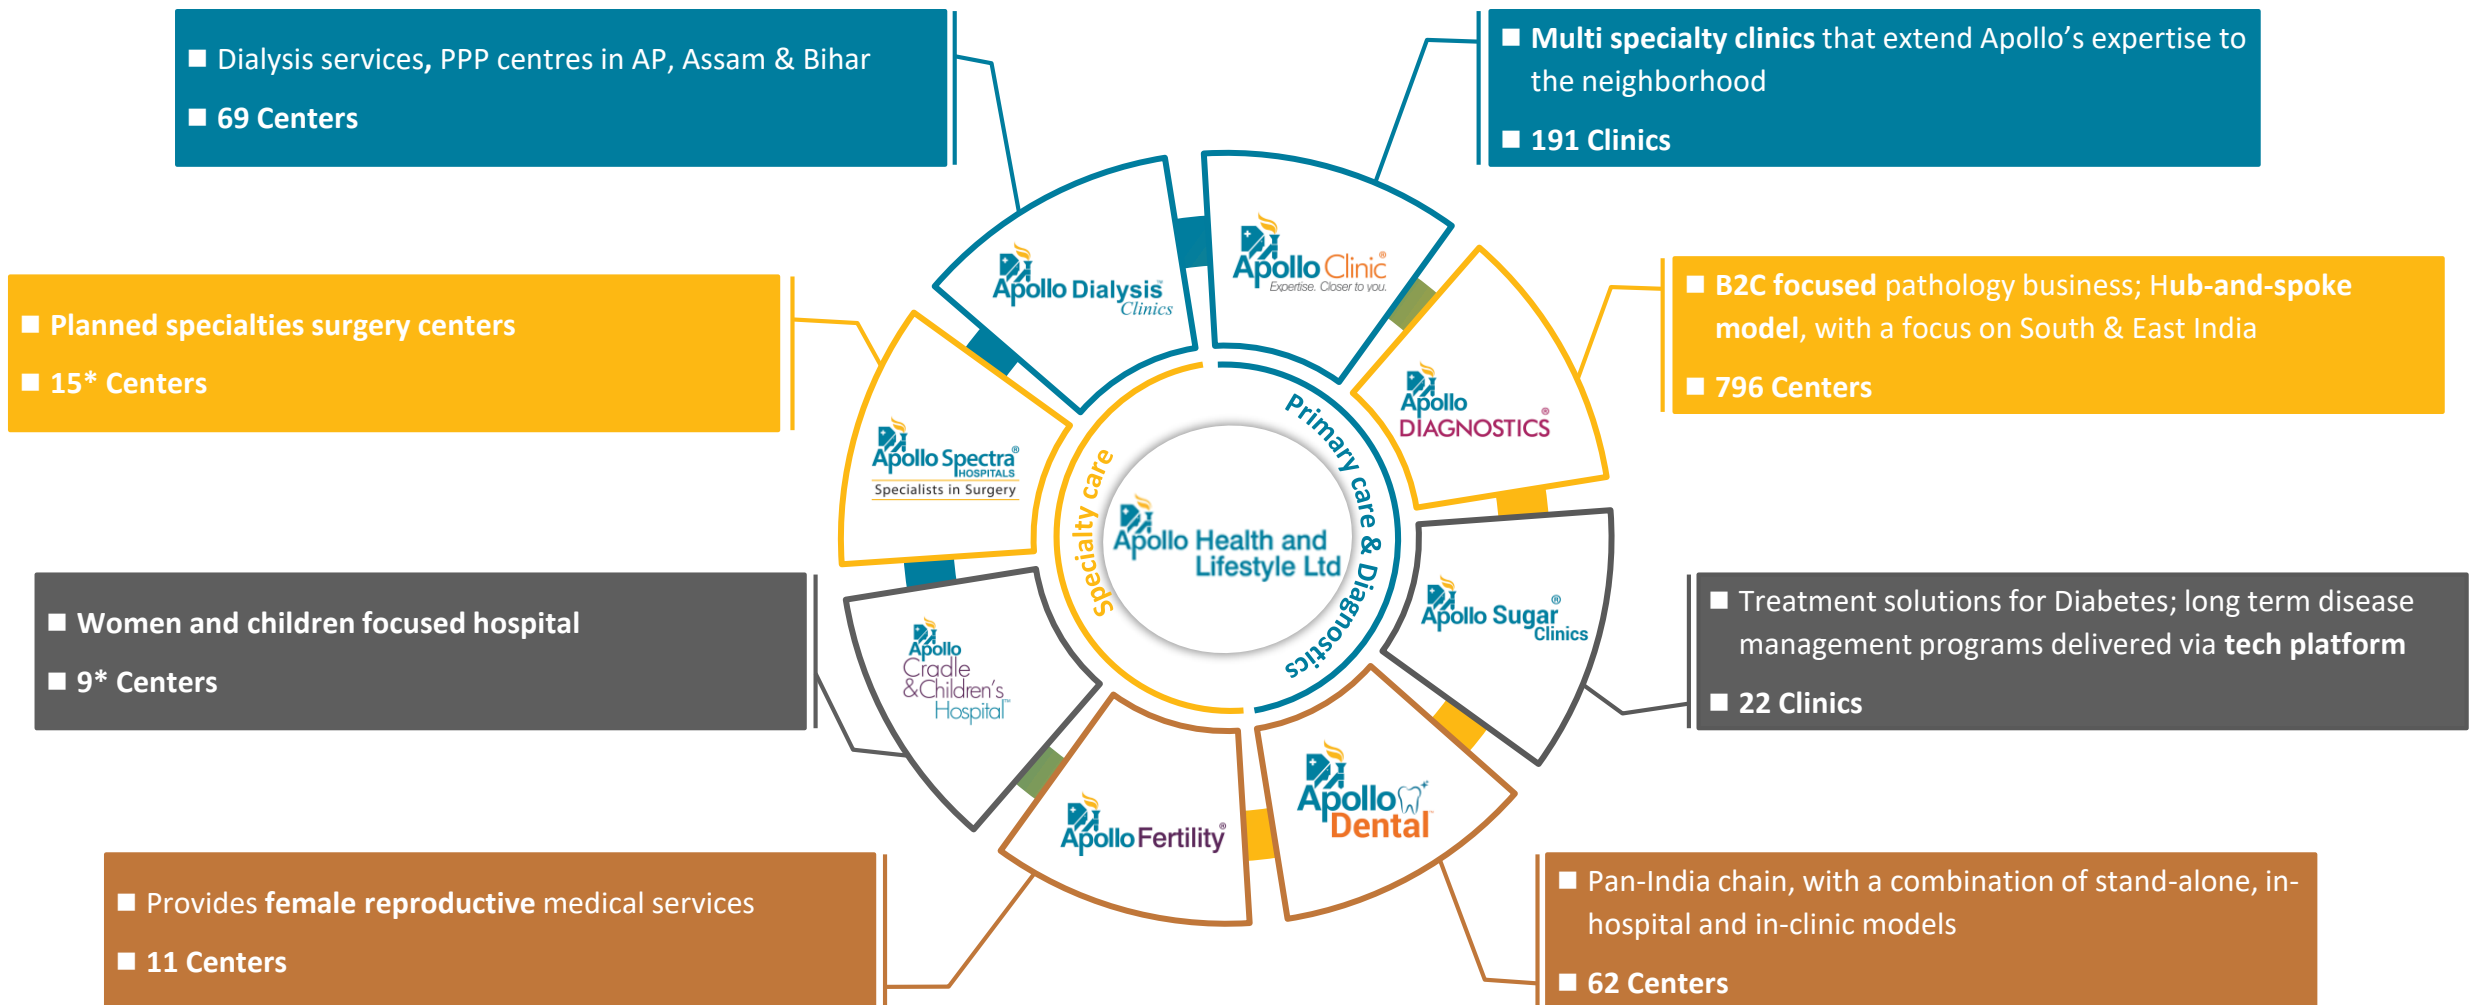 Dialysis services, PPP centres in AP, Assam & Bihar
69 Centers
Multi specialty clinics that extend Apollo's expertise to
the neighborhood
191 Clinics
Planned specialties surgery centers
15* Centers
B2C focused pathology business; Hub-and-spoke
model, with a focus on South & East India
796 Centers
Women and children focused hospital
9* Centers
Treatment solutions for Diabetes; long term disease
management programs delivered via tech platform
22 Clinics
Provides female reproductive medical services
11 Centers
Pan-India chain, with a combination of stand-alone, in-
hospital and in-clinic models
62 Centers
Apollo Dialysis™
Clinics
Apollo Clinic®
Expertise. Closer to you.
Apollo
DIAGNOSTICS®
Apollo Spectra®
HOSPITALS
Specialists in Surgery
Apollo Sugar®
Clinics
Apollo
Cradle
&Children's
Hospital™
Apollo Fertility®
Apollo
Dental™
Specialty care
Primary care & Diagnostics
Apollo Health and
Lifestyle Ltd